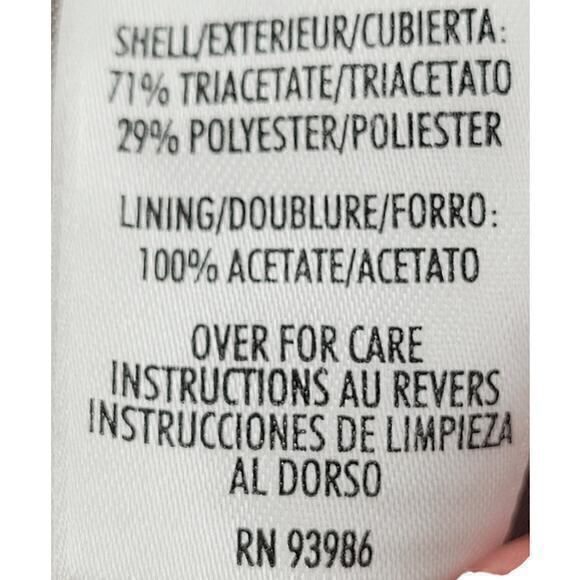 SHELL/EXTERIEUR/CUBIERTA:
71% TRIACETATE/TRIACETATO
29% POLYESTER/POLIESTER
LINING/DOUBLURE/FORRO:
100% ACETATE/ACETATO
OVER FOR CARE
INSTRUCTIONS AU REVERS
INSTRUCCIONES DE LIMPIEZA
AL DORSO
RN 93986